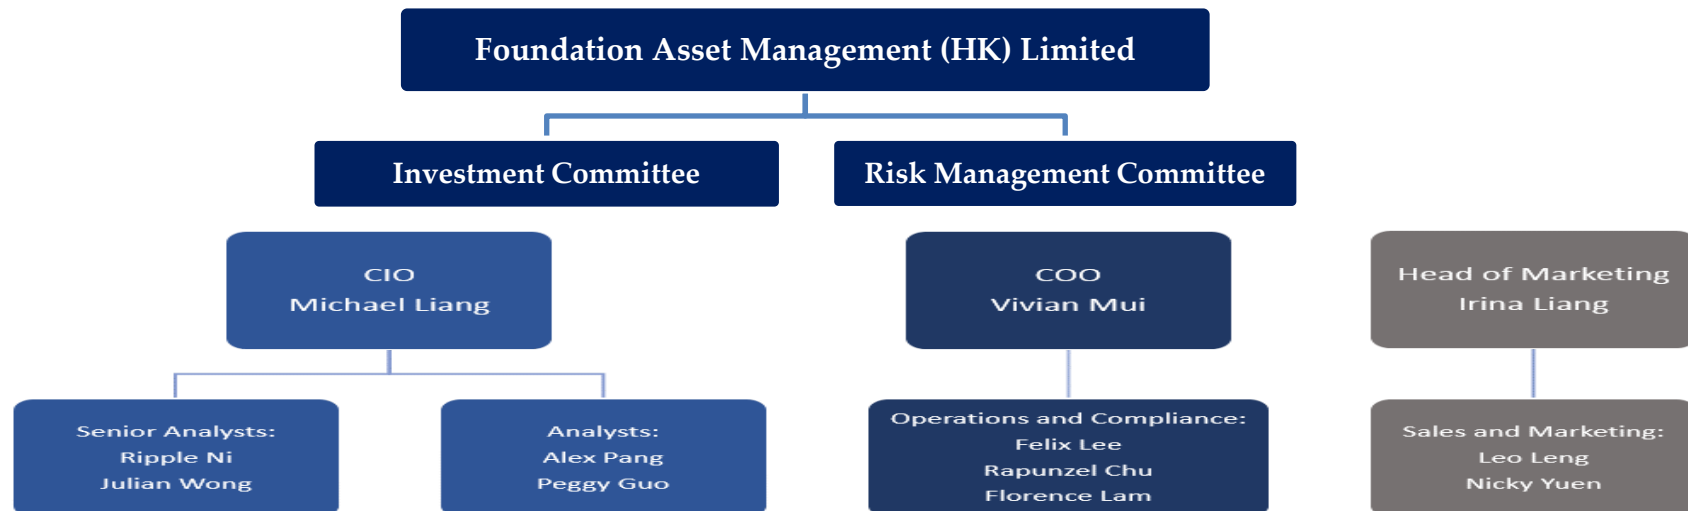 Foundation Asset Management (HK) Limited
Investment Committee
Risk Management Committee
CIO
Michael Liang
COO
Vivian Mui
Head of Marketing
Irina Liang
Senior Analysts:
Ripple Ni
Julian Wong
Analysts:
Alex Pang
Peggy Guo
Operations and Compliance:
Felix Lee
Rapunzel Chu
Florence Lam
Sales and Marketing:
Leo Leng
Nicky Yuen